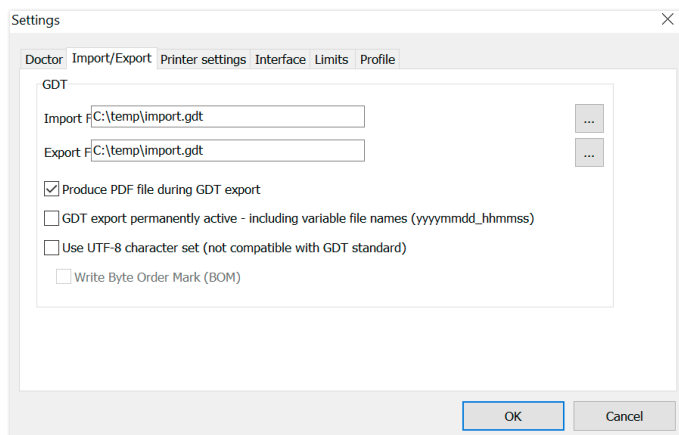 Settings
Doctor Import/Export Printer settings Interface Limits Profile
GDT
Import F C:\temp\import.gdt ...
Export F C:\temp\import.gdt ...
Produce PDF file during GDT export
GDT export permanently active - including variable file names (yyyymmdd_hhmmss)
Use UTF-8 character set (not compatible with GDT standard)
Write Byte Order Mark (BOM)
OK Cancel